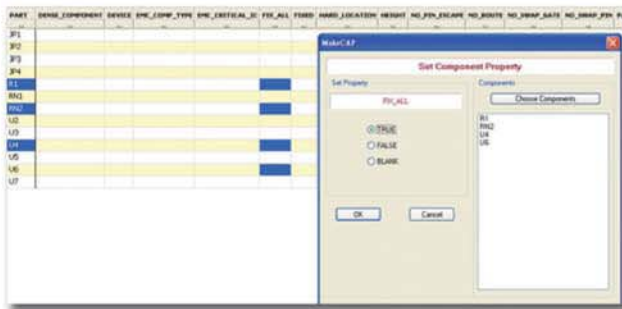 PART DENSE_COMPONENT DEVICE EMC_COMP_TYPE EMC_CRITICAL_IC FIX_ALL FIXED HARD_LOCATION HEIGHT NO_PIN_ESCAPE NO_ROUTE NO_SWAP_GATE NO_SWAP_PIN
JP1
JP2
JP3
JP4
R1
RN1
RN2
U2
U3
U4
U5
U6
U7
Set Component Property
Set Property
FIX_ALL
TRUE
FALSE
BLANK
OK
Cancel
Components
Choose Components
R1
RN2
U4
U6